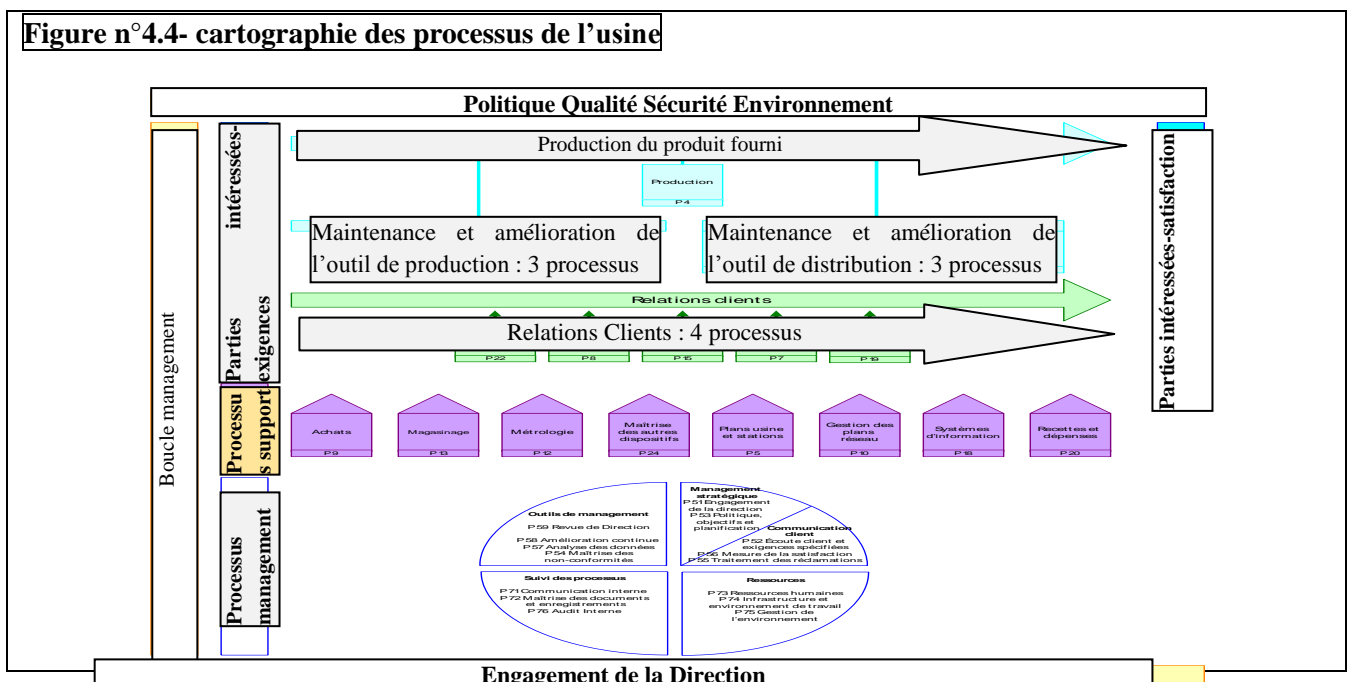 Figure n°4.4- cartographie des processus de l’usine
Politique Qualité Sécurité Environnement
Boucle management
Parties intéressées-
exigences
Production du produit fourni
Production
P4
Maintenance et amélioration de
l’outil de production : 3 processus
Maintenance et amélioration de
l’outil de distribution : 3 processus
Relations clients
Relations Clients : 4 processus
P22
P8
P15
P7
P19
Parties intéressées-satisfaction
Processu
s support
Achats
P9
Magasinage
P13
Métrologie
P12
Maîtrise
des autres
dispositifs
P24
Plans usine
et stations
P5
Gestion des
plans
réseau
P10
Systèmes
d'information
P18
Recettes et
dépenses
P20
Processus
management
Outils de management
P59 Revue de Direction
P58 Amélioration continue
P57 Analyse des données
P54 Maîtrise des
non-conformités
Management
stratégique
P51 Engagement
de la direction
P53 Politique,
objectifs et
planification
Communication
client
P52 Écoute client et
exigences spécifiées
P56 Mesure de la satisfaction
P55 Traitement des réclamations
Suivi des processus
P71 Communication interne
P72 Maîtrise des documents
et enregistrements
P76 Audit Interne
Ressources
P73 Ressources humaines
P74 Infrastructure et
environnement de travail
P75 Gestion de
l'environnement
Engagement de la Direction